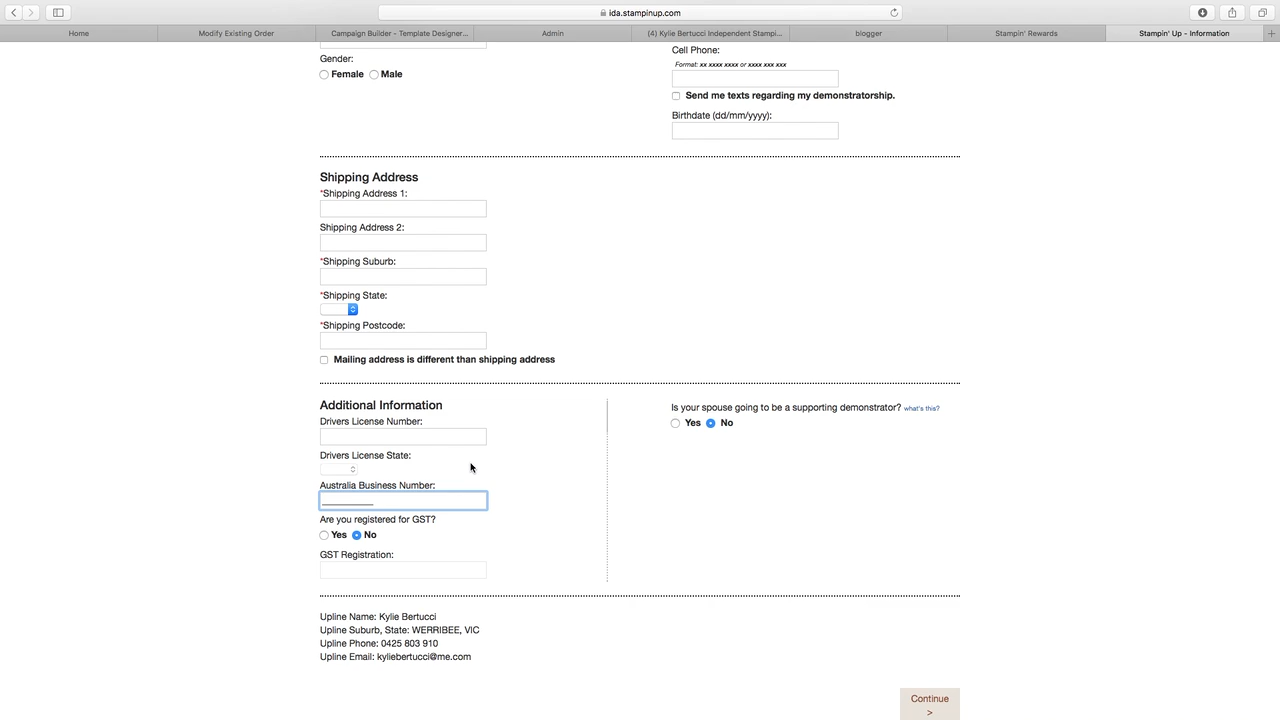 ida.stampinup.com
Home
Modify Existing Order
Campaign Builder - Template Designer...
Admin
(4) Kylie Bertucci Independent Stampi...
blogger
Stampin' Rewards
Stampin' Up - Information
Gender:
Female Male
Cell Phone:
Format: xx xxxx xxxx or xxxx xxx xxx
Send me texts regarding my demonstratorship.
Birthdate (dd/mm/yyyy):
Shipping Address
*Shipping Address 1:
Shipping Address 2:
*Shipping Suburb:
*Shipping State:
*Shipping Postcode:
Mailing address is different than shipping address
Additional Information
Drivers License Number:
Drivers License State:
Australia Business Number:
___________
Are you registered for GST?
Yes No
GST Registration:
Is your spouse going to be a supporting demonstrator? what's this?
Yes No
Upline Name: Kylie Bertucci
Upline Suburb, State: WERRIBEE, VIC
Upline Phone: 0425 803 910
Upline Email: kyliebertucci@me.com
Continue
>